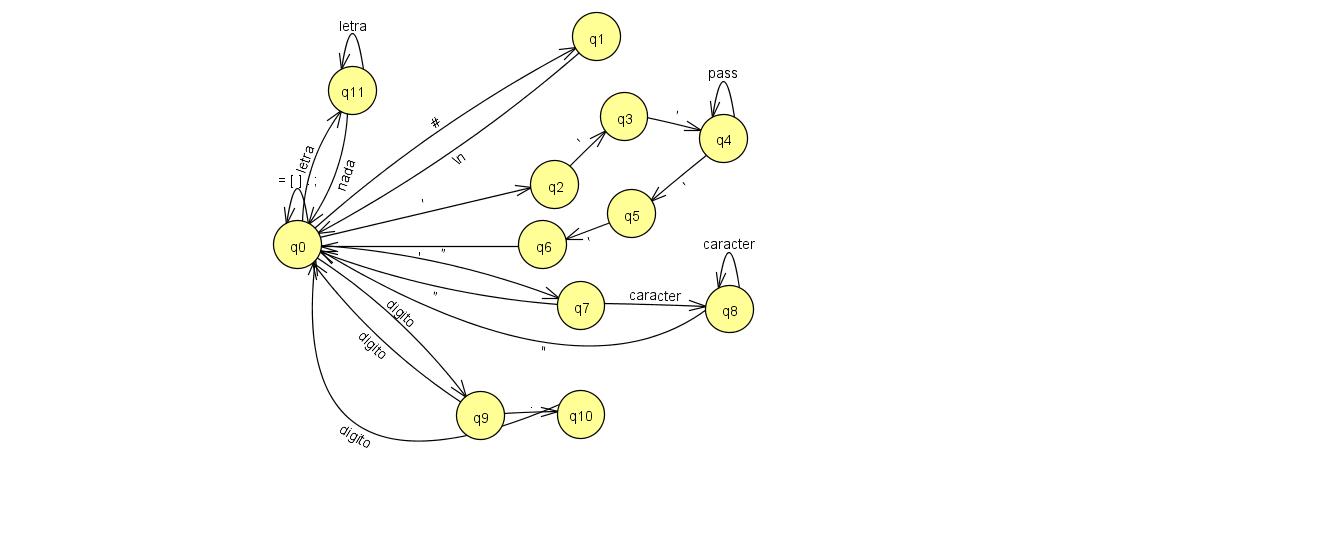 letra
q1
q11
pass
q3
'
#
q4
'
letra
\n
nada
= [ ] . ;
'
q2
'
q5
'
q0
q6
'
"
caracter
"
q7
caracter
q8
digito
digito
"
q9
.
q10
digito